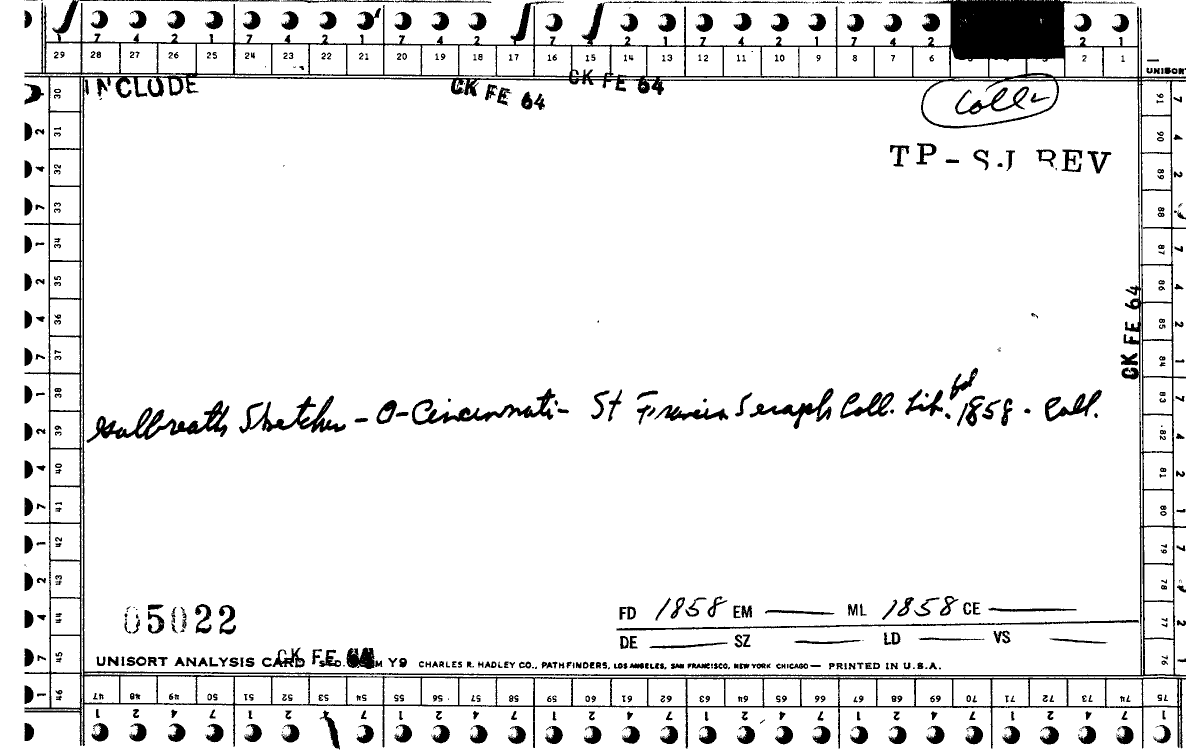 1 7 4 2 1 7 4 2 1 7 4 2 1 7 4 2 1 7 4 2 1 7 4 2 2 1
29 28 27 26 25 24 23 22 21 20 19 18 17 16 15 14 13 12 11 10 9 8 7 6 2 1
UNISORT
INCLUDE
CK FE 64
CK FE 64
Coll
TP-SJ REV
CK FE 64
Galbreath Sketches - O-Cincinnati- St Francis Seraph Coll. Lib. fd 1858 - Coll.
05022
FD 1858 EM ML 1858 CE
DE SZ LD VS
CK FE 64
UNISORT ANALYSIS CARD Y9 CHARLES R. HADLEY CO., PATHFINDERS, LOS ANGELES, SAN FRANCISCO, NEW YORK CHICAGO — PRINTED IN U.S.A.
30 31 32 33 34 35 36 37 38 39 40 41 42 43 44 45 46
91 90 89 88 87 86 85 84 83 82 81 80 79 78 77 76
47 48 49 50 51 52 53 54 55 56 57 58 59 60 61 62 63 64 65 66 67 68 69 70 71 72 73 74 75
1 2 4 7 1 2 4 7 1 2 4 7 1 2 4 7 1 2 4 7 1 2 4 7 1 2 4 7 1